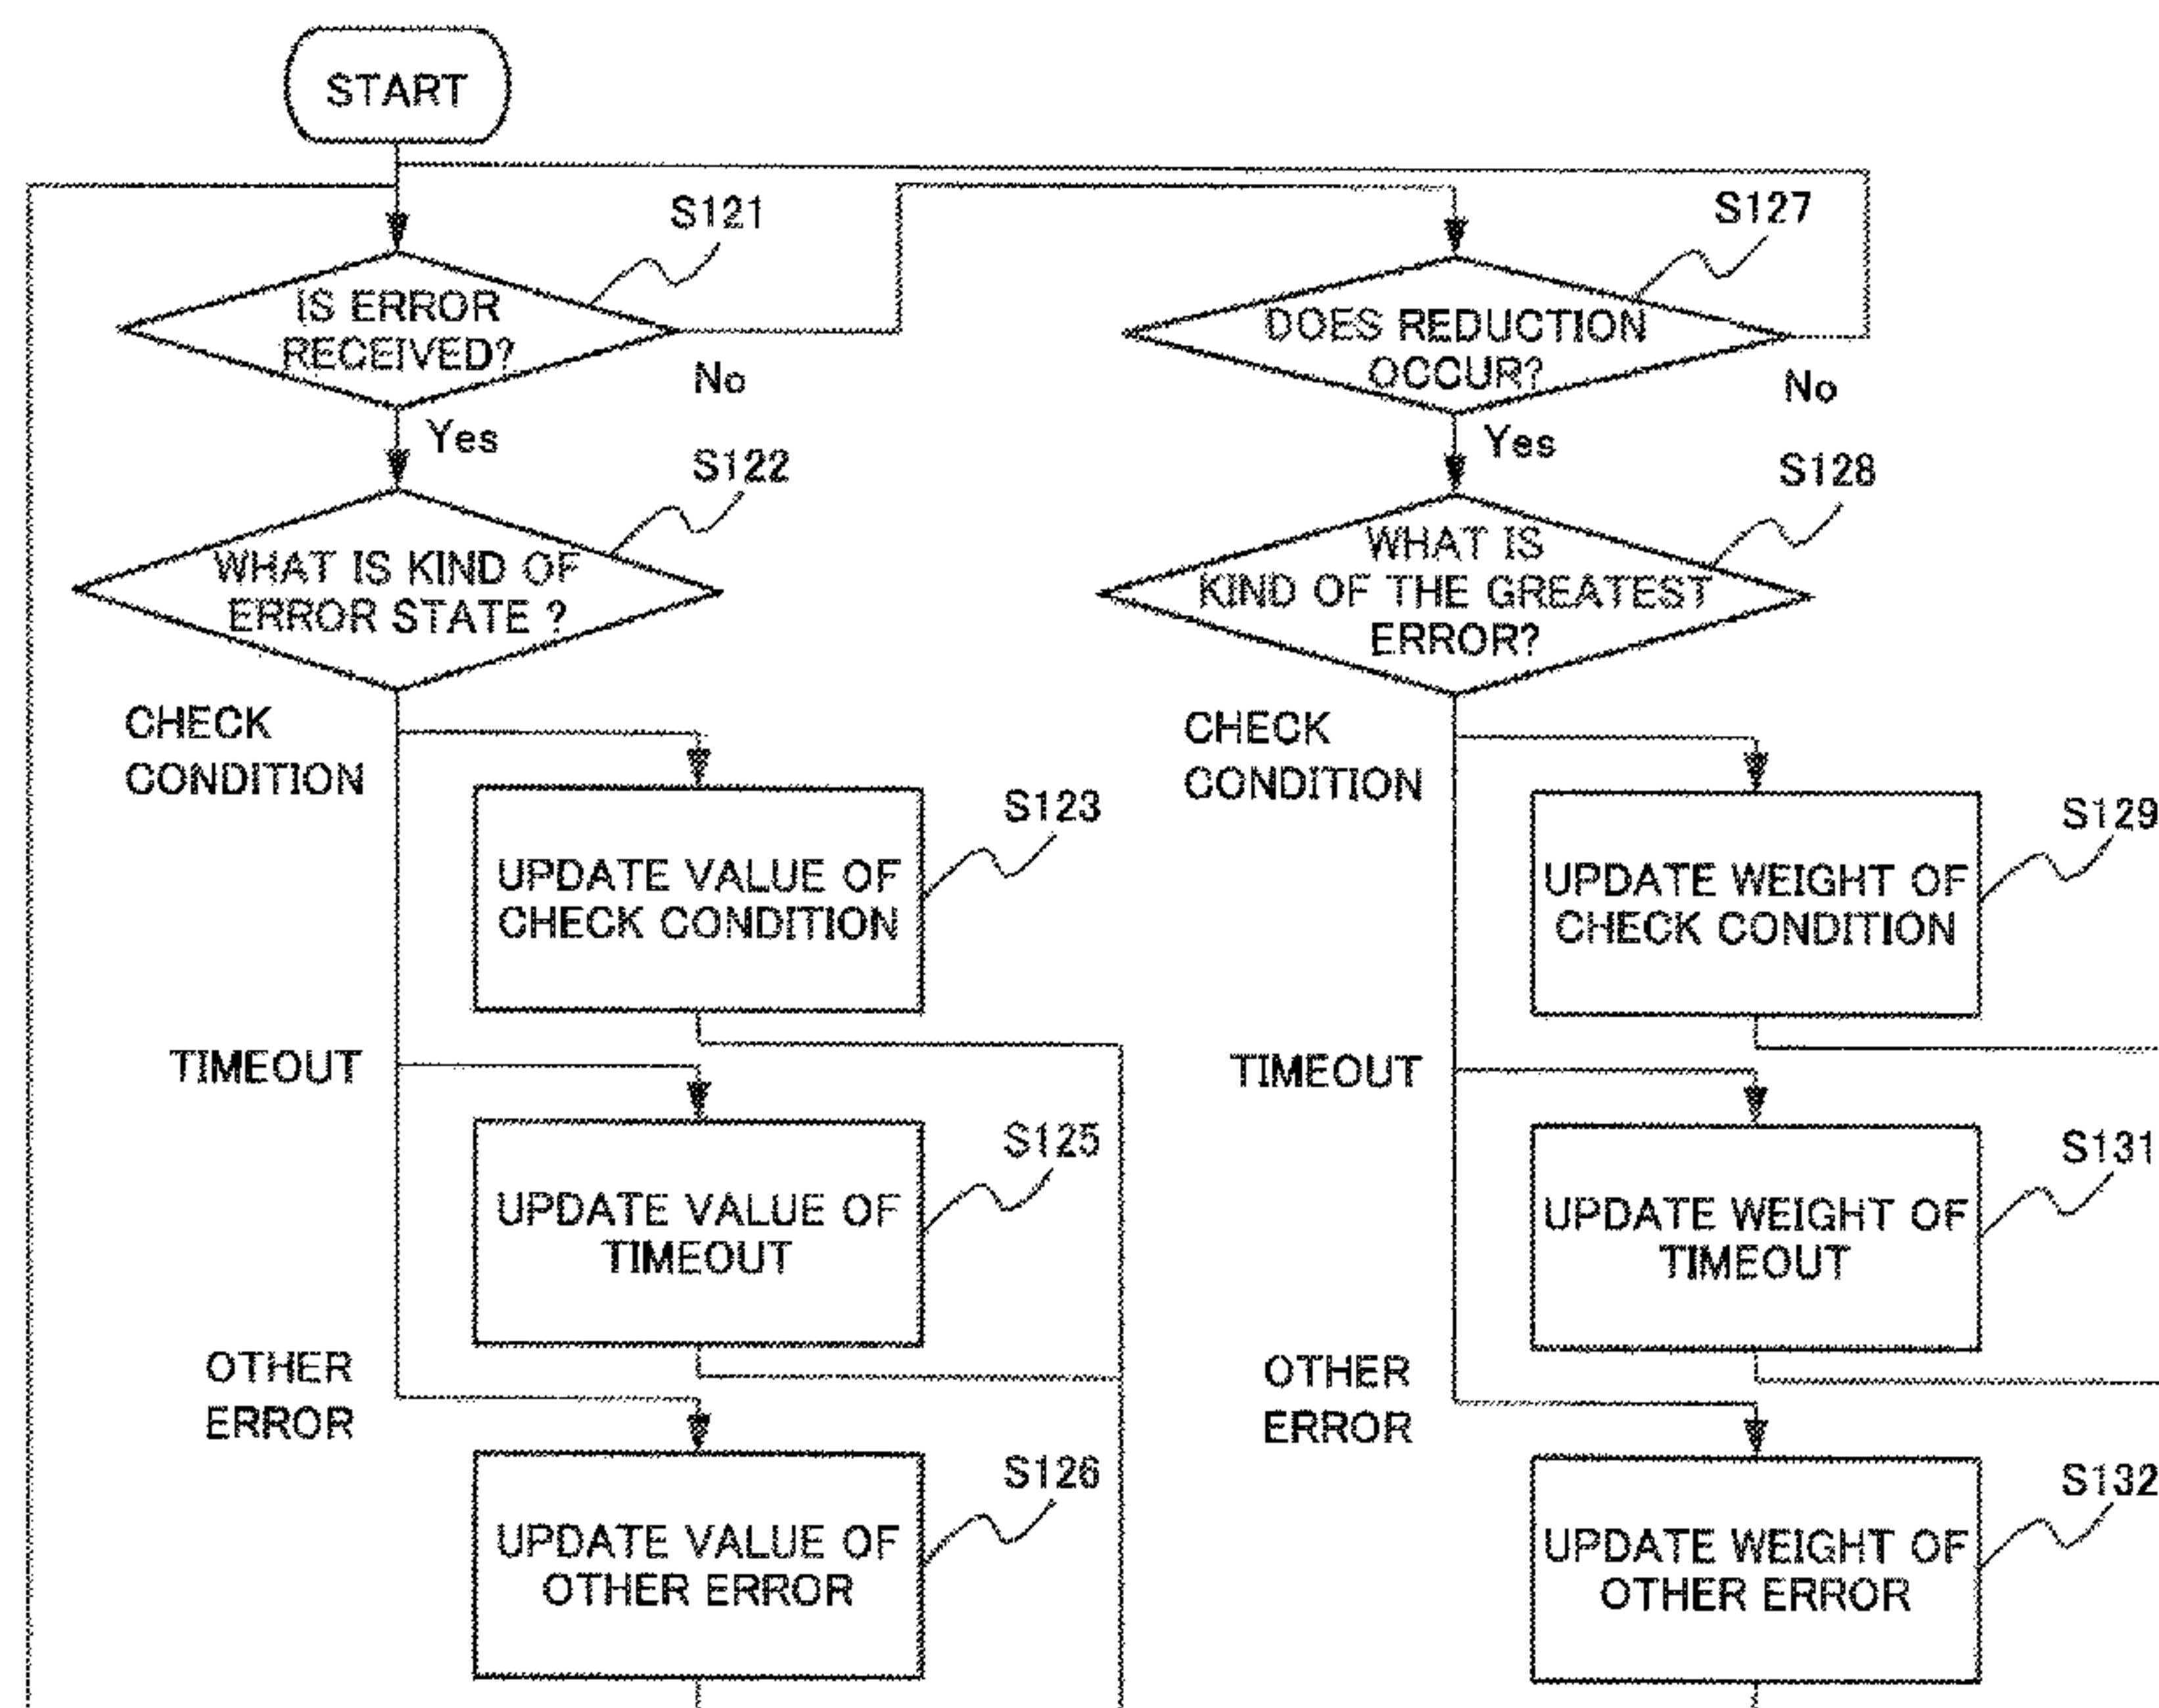 START
S121
IS ERROR
RECEIVED?
No
Yes
S122
WHAT IS KIND OF
ERROR STATE ?
CHECK
CONDITION
S123
UPDATE VALUE OF
CHECK CONDITION
TIMEOUT
S125
UPDATE VALUE OF
TIMEOUT
OTHER
ERROR
S126
UPDATE VALUE OF
OTHER ERROR
S127
DOES REDUCTION
OCCUR?
No
Yes
S128
WHAT IS
KIND OF THE GREATEST
ERROR?
CHECK
CONDITION
S129
UPDATE WEIGHT OF
CHECK CONDITION
TIMEOUT
S131
UPDATE WEIGHT OF
TIMEOUT
OTHER
ERROR
S132
UPDATE WEIGHT OF
OTHER ERROR